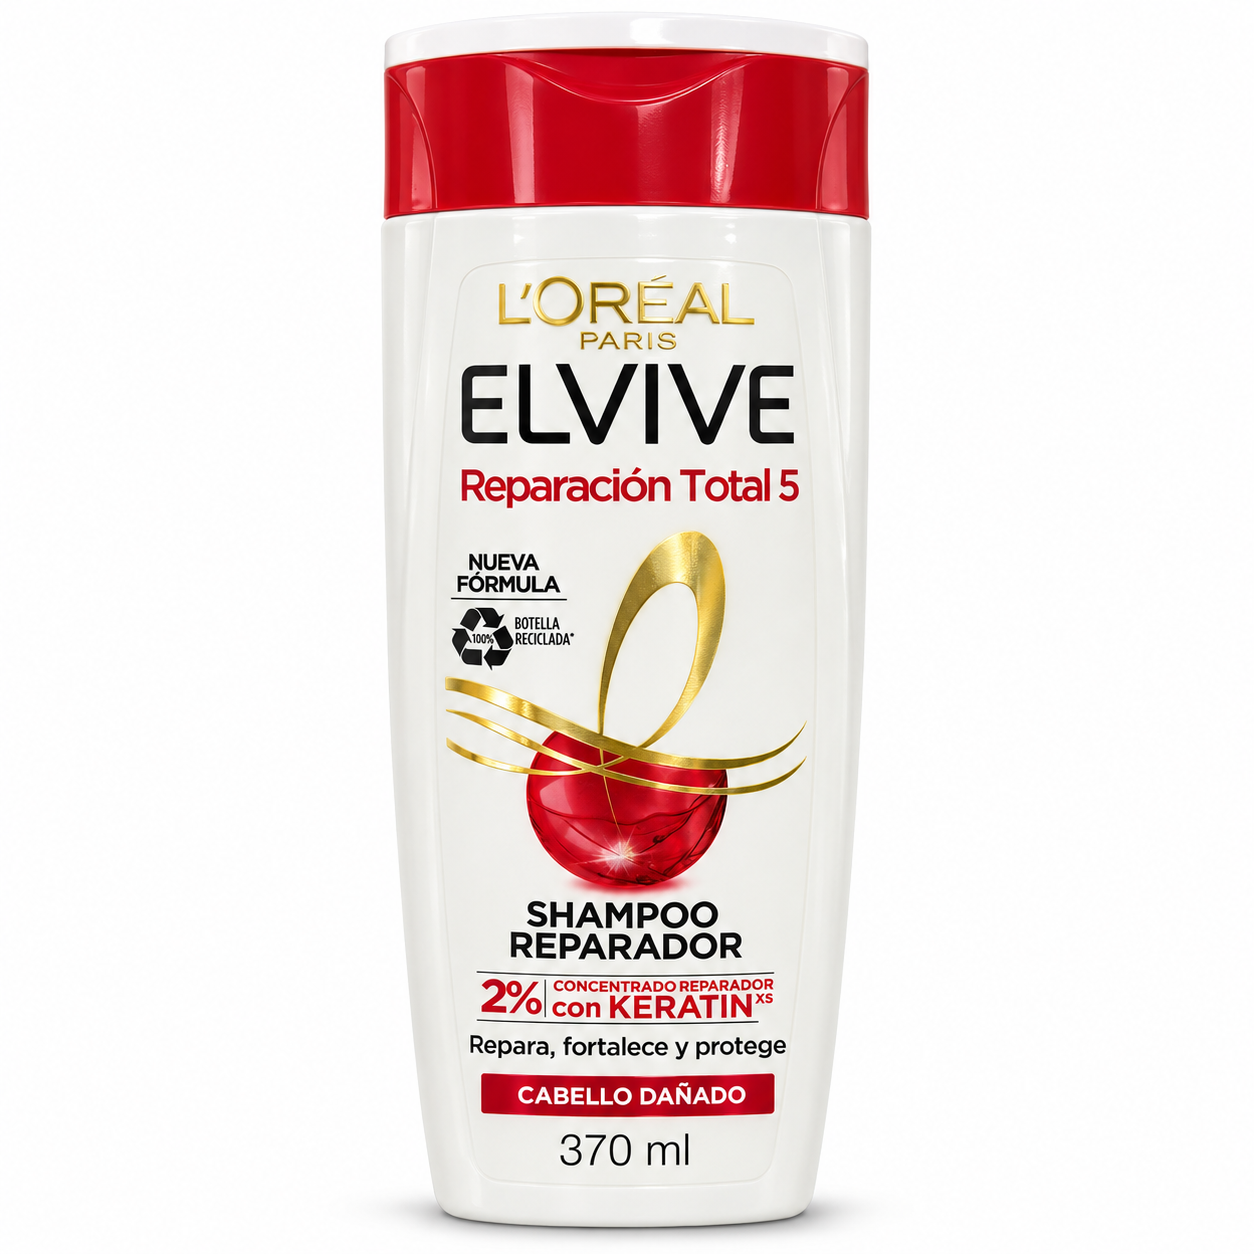 L'ORÉAL
PARIS
ELVIVE
Reparación Total 5
NUEVA
FÓRMULA
100%
BOTELLA
RECICLADA*
SHAMPOO
REPARADOR
2% CONCENTRADO REPARADOR
con KERATIN XS
Repara, fortalece y protege
CABELLO DAÑADO
370 ml